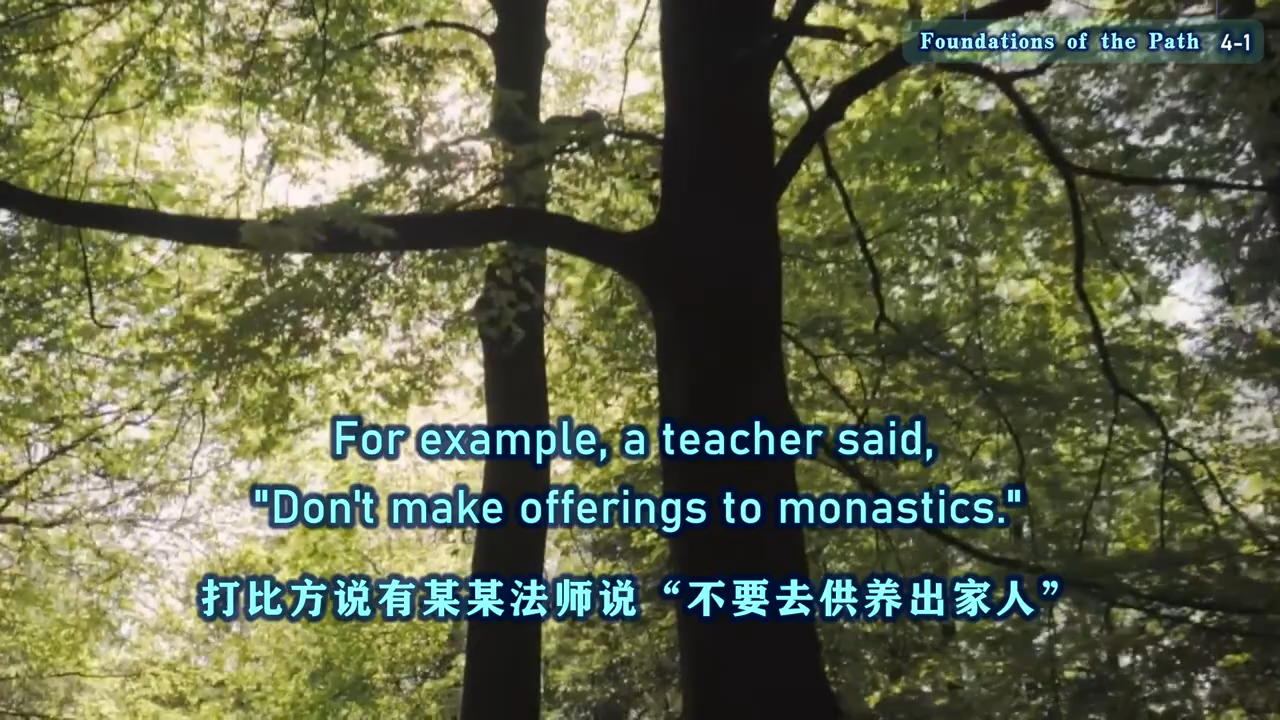 Foundations of the Path 4-1
For example, a teacher said,
"Don't make offerings to monastics."
打比方说有某某法师说“不要去供养出家人”